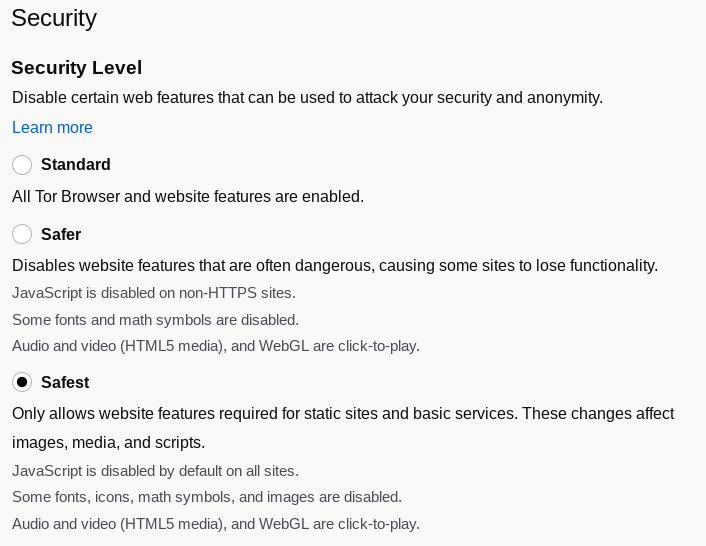 Security
Security Level
Disable certain web features that can be used to attack your security and anonymity.
Learn more
Standard
All Tor Browser and website features are enabled.
Safer
Disables website features that are often dangerous, causing some sites to lose functionality.
JavaScript is disabled on non-HTTPS sites.
Some fonts and math symbols are disabled.
Audio and video (HTML5 media), and WebGL are click-to-play.
Safest
Only allows website features required for static sites and basic services. These changes affect
images, media, and scripts.
JavaScript is disabled by default on all sites.
Some fonts, icons, math symbols, and images are disabled.
Audio and video (HTML5 media), and WebGL are click-to-play.